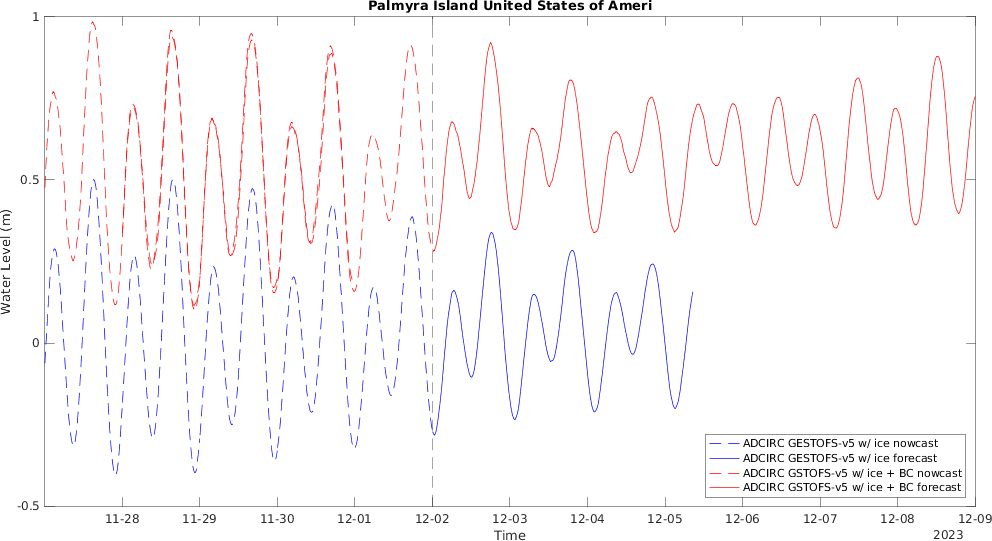 Palmyra Island United States of Ameri
Water Level (m)
1
0.5
0
-0.5
11-28
11-29
11-30
12-01
12-02
12-03
12-04
12-05
12-06
12-07
12-08
12-09
Time
2023
ADCIRC GESTOFS-v5 w/ ice nowcast
ADCIRC GESTOFS-v5 w/ ice forecast
ADCIRC GSTOFS-v5 w/ ice + BC nowcast
ADCIRC GSTOFS-v5 w/ ice + BC forecast